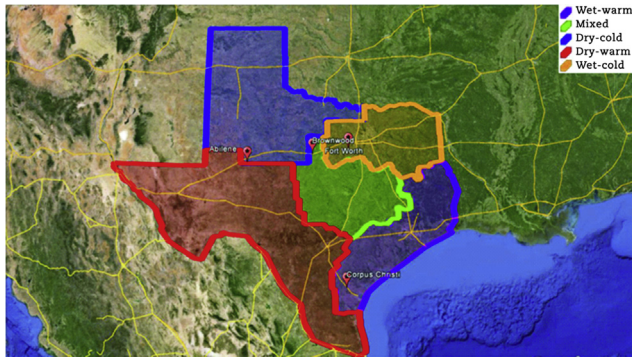 Wet-warm
Mixed
Dry-cold
Dry-warm
Wet-cold
Brownwood
Abilene
Fort Worth
Corpus Christi